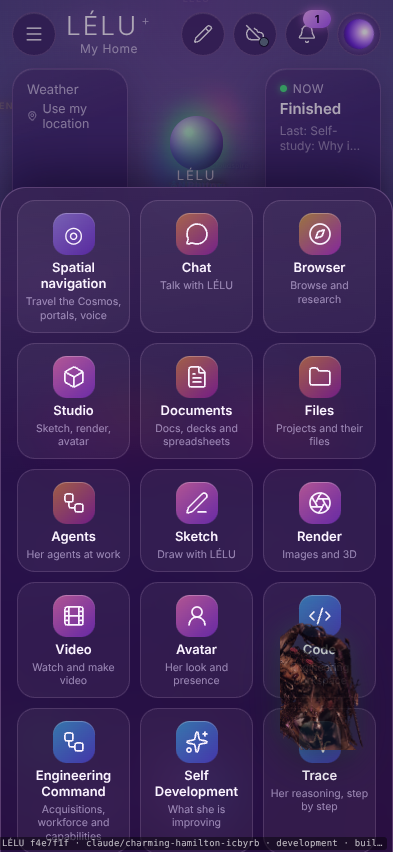 LÉLU +
My Home
1
Weather
Use my
location
NOW
Finished
Last: Self-
study: Why i...
LÉLU
Spatial
navigation
Travel the Cosmos,
portals, voice
Chat
Talk with LÉLU
Browser
Browse and
research
Studio
Sketch, render,
avatar
Documents
Docs, decks and
spreadsheets
Files
Projects and their
files
Agents
Her agents at work
Sketch
Draw with LÉLU
Render
Images and 3D
Video
Watch and make
video
Avatar
Her look and
presence
Code
Engineering
Command
Acquisitions,
workforce and
capabilities
Self
Development
What she is
improving
Trace
Her reasoning, step
by step
LÉLU f4e7f1f · claude/charming-hamilton-icbyrb · development · buil…